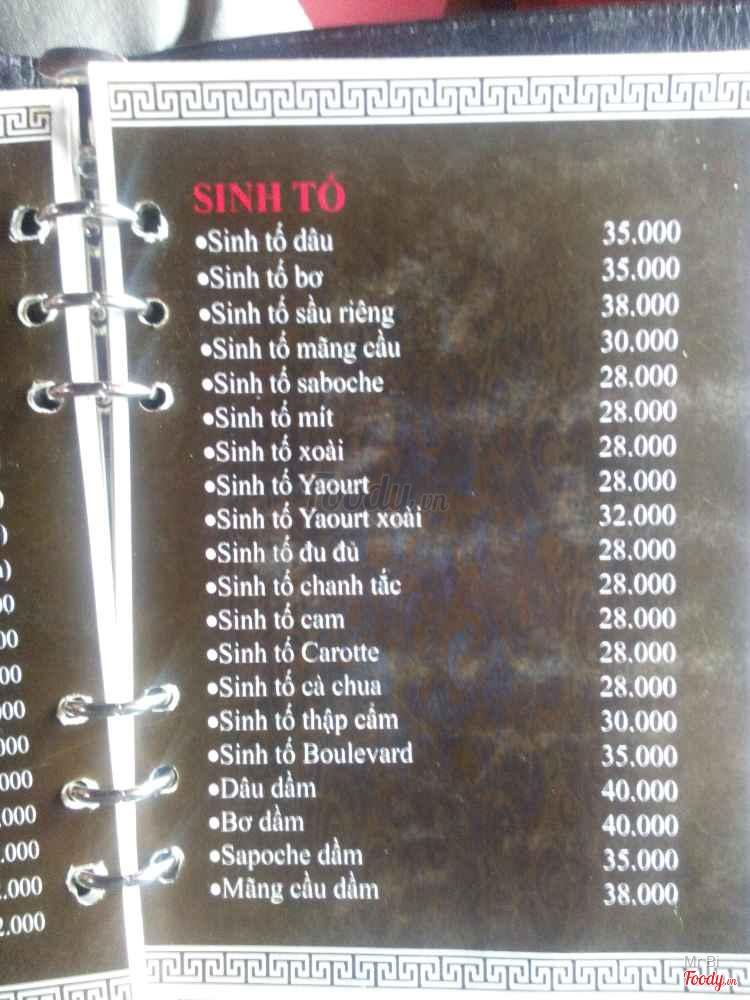 SINH TỐ
•Sinh tố dâu 35.000
•Sinh tố bơ 35.000
•Sinh tố sầu riêng 38.000
•Sinh tố mãng cầu 30.000
•Sinh tố saboche 28.000
•Sinh tố mít 28.000
•Sinh tố xoài 28.000
•Sinh tố Yaourt 28.000
•Sinh tố Yaourt xoài 32.000
•Sinh tố đu đủ 28.000
•Sinh tố chanh tắc 28.000
•Sinh tố cam 28.000
•Sinh tố Carotte 28.000
•Sinh tố cà chua 28.000
•Sinh tố thập cẩm 30.000
•Sinh tố Boulevard 35.000
•Dâu dầm 40.000
•Bơ dầm 40.000
•Sapoche dầm 35.000
•Mãng cầu dầm 38.000
Foody.vn
Mr Bi
Foody.vn